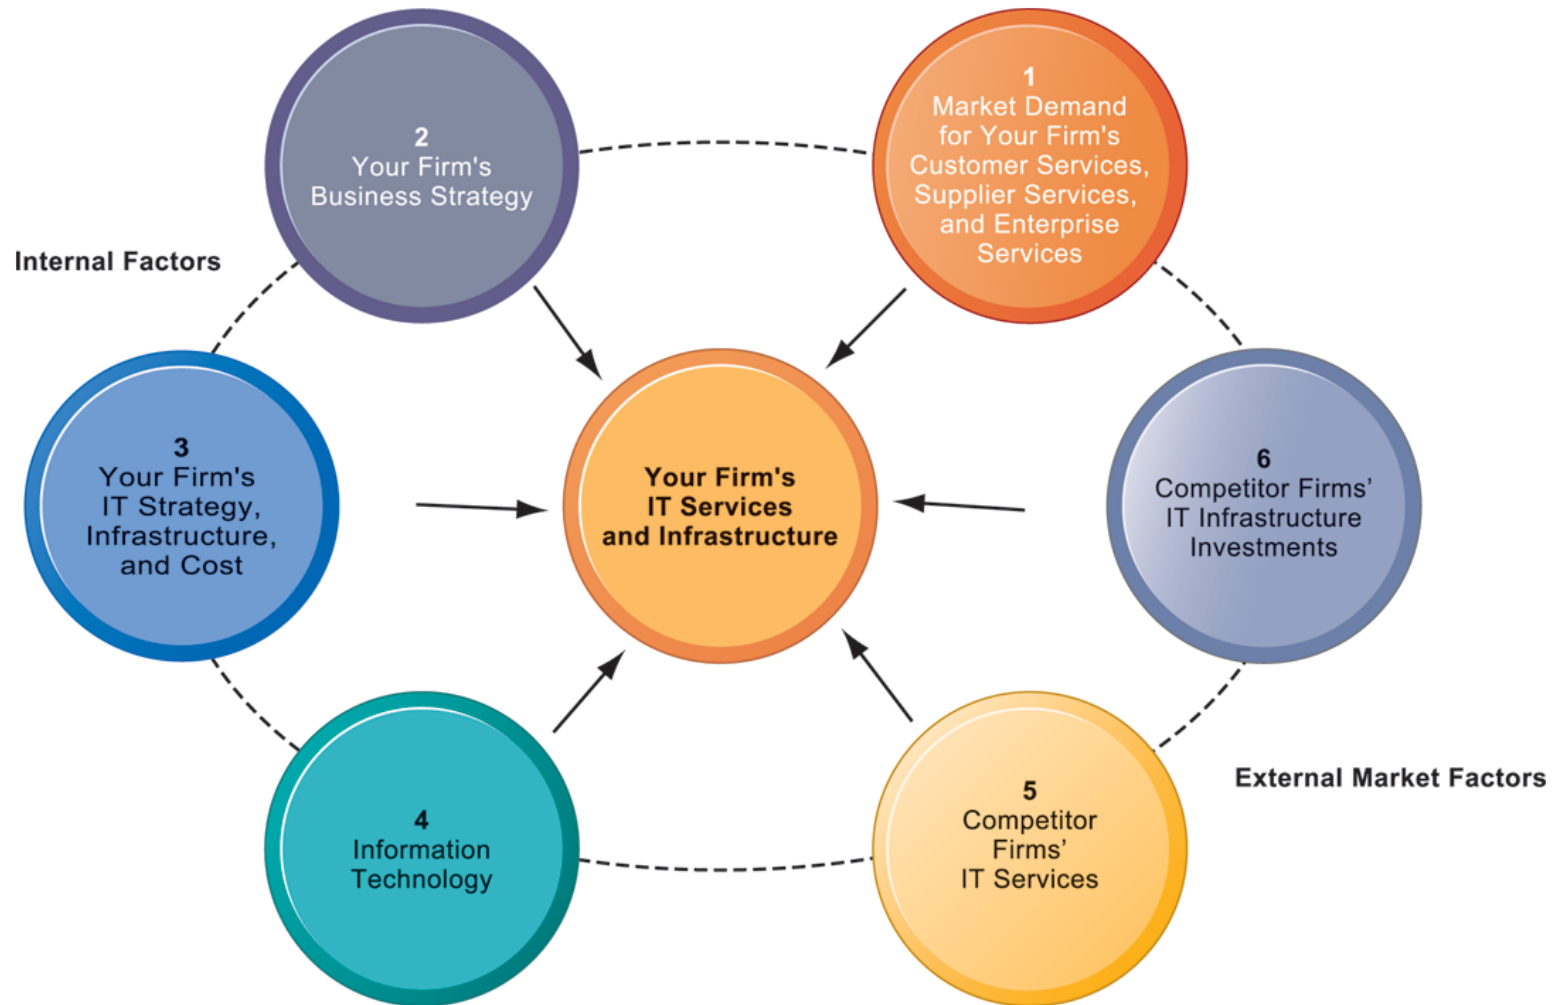 1
Market Demand
for Your Firm's
Customer Services,
Supplier Services,
and Enterprise
Services
2
Your Firm's
Business Strategy
Internal Factors
3
Your Firm's
IT Strategy,
Infrastructure,
and Cost
Your Firm's
IT Services
and Infrastructure
6
Competitor Firms’
IT Infrastructure
Investments
External Market Factors
4
Information
Technology
5
Competitor
Firms’
IT Services